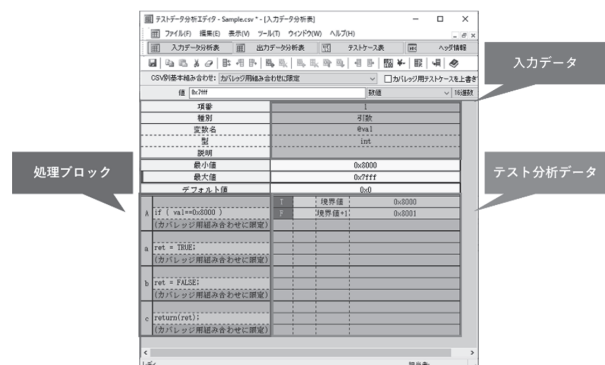 テストデータ分析エディタ - Sample.csv * - [入力データ分析表]
ファイル(F) 編集(E) 表示(V) ツール(T) ウィンドウ(W) ヘルプ(H)
入力データ分析表 出力データ分析表 テストケース表 ヘッダ情報
CSV別基本組み合わせ: カバレッジ用組み合わせに限定 カバレッジ用テストケースを上書き
値 0x7fff 数値 16進数
項番 1
種別 引数
変数名 @val
型 int
説明
最小値 0x8000
最大値 0x7fff
デフォルト値 0x0
T 境界値 0x8000
A if ( val==0x8000 ) F 境界値+1 0x8001
(カバレッジ用組み合わせに限定)
a ret = TRUE;
(カバレッジ用組み合わせに限定)
b ret = FALSE;
(カバレッジ用組み合わせに限定)
c return(ret);
(カバレッジ用組み合わせに限定)
入力データ
処理ブロック
テスト分析データ